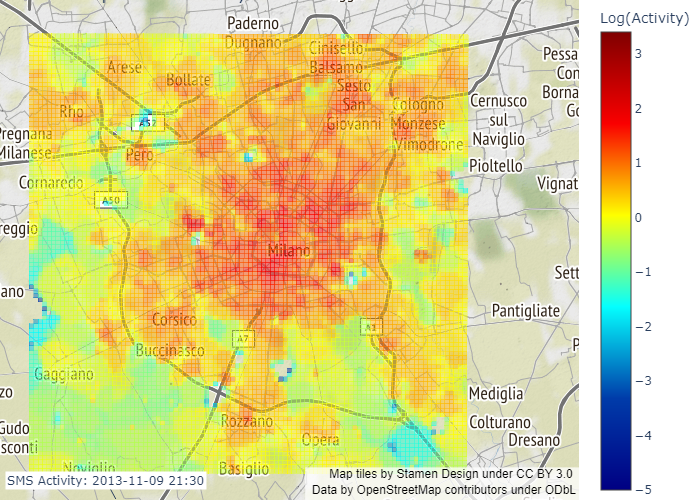 Log(Activity)
3
2
1
0
−1
−2
−3
−4
−5
Paderno
Dugnano
Cinisello
Balsamo
Arese
Bollate
Sesto
San
Giovanni
Rho
A52
Cologno
Monzese
Cernusco
sul
Naviglio
Pessa
Con
Borna
Go
Pregnana
Milanese
Pero
Vimodrone
Pioltello
Cornaredo
A50
Vignat
reggio
Milano
Sett
ano
Corsico
Pantigliate
A7
Buccinasco
P
Gaggiano
zo
Mediglia
Rozzano
Colturano
Gudo
sconti
Opera
Dresano
Noviglio
Basiglio
SMS Activity: 2013-11-09 21:30
Map tiles by Stamen Design under CC BY 3.0
Data by OpenStreetMap contributors under ODbL